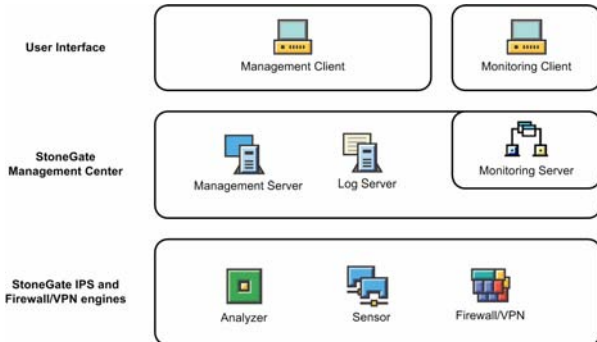 User Interface
Management Client
Monitoring Client
StoneGate
Management Center
Management Server
Log Server
Monitoring Server
StoneGate IPS and
Firewall/VPN engines
Analyzer
Sensor
Firewall/VPN